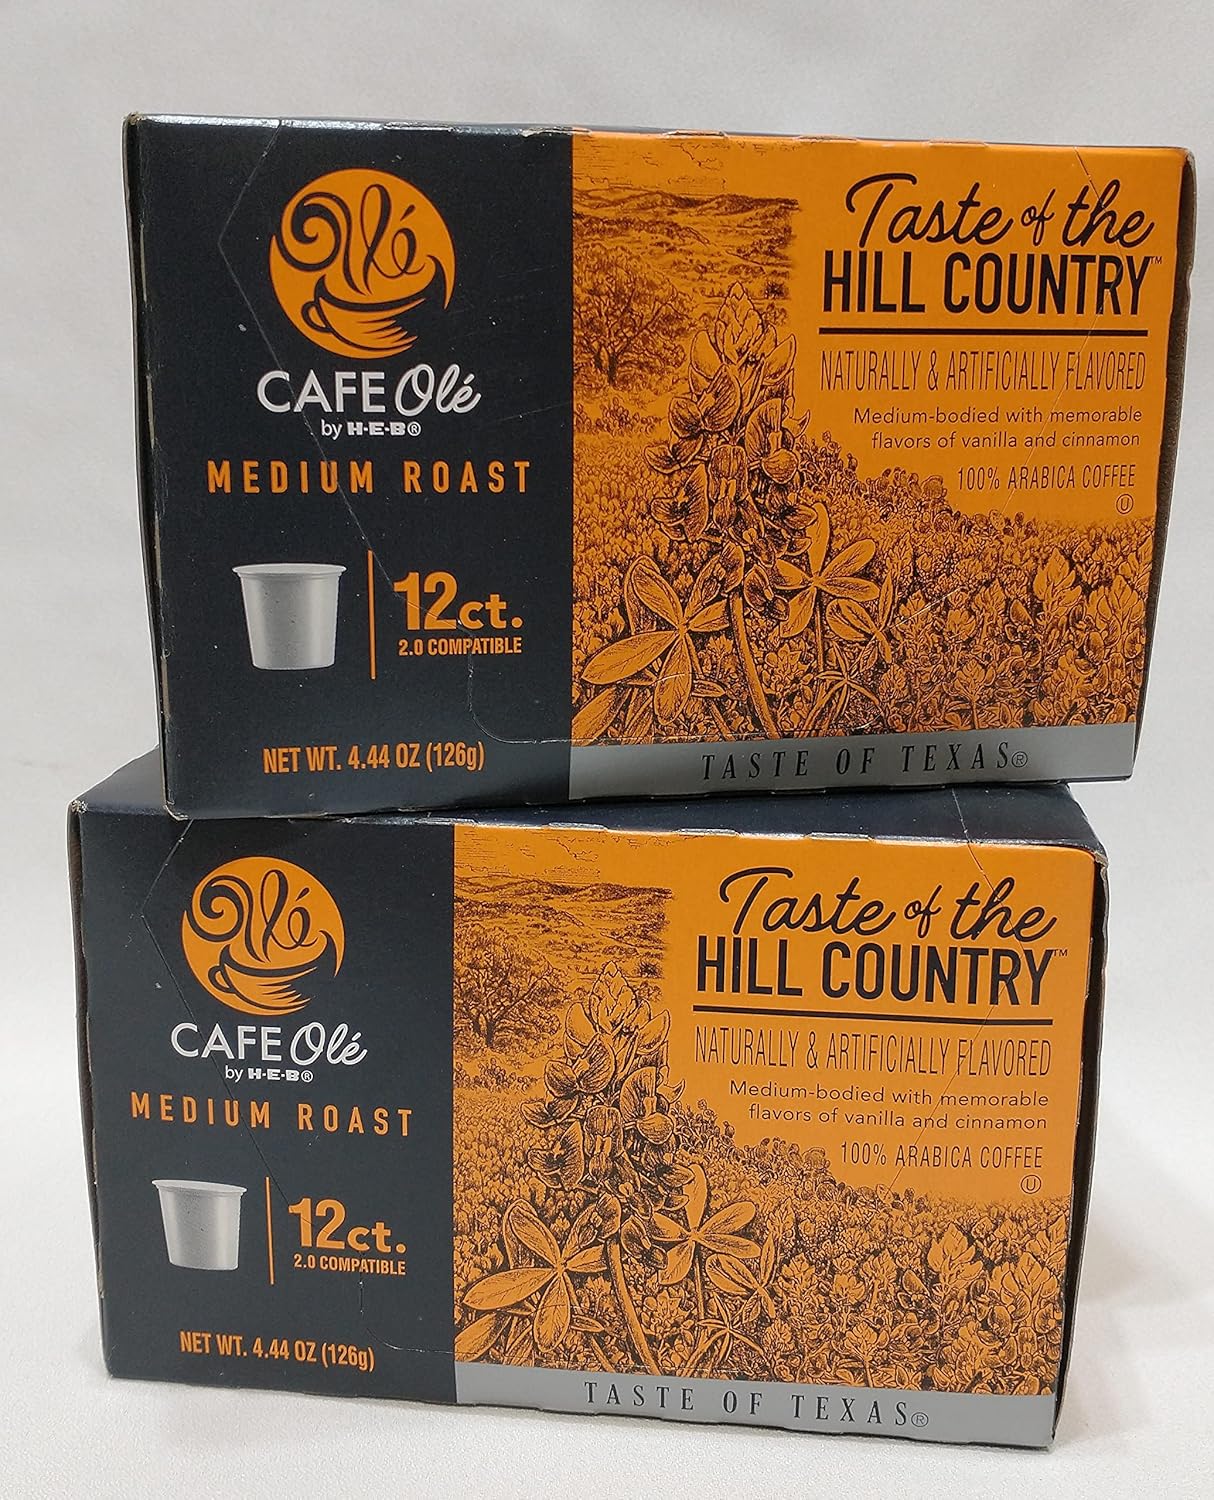 Olé
CAFE Olé
by H-E-B®
MEDIUM ROAST
12ct.
2.0 COMPATIBLE
NET WT. 4.44 OZ (126g)
Taste of the
HILL COUNTRY™
NATURALLY & ARTIFICIALLY FLAVORED
Medium-bodied with memorable
flavors of vanilla and cinnamon
100% ARABICA COFFEE
U
TASTE OF TEXAS®
Olé
CAFE Olé
by H-E-B®
MEDIUM ROAST
12ct.
2.0 COMPATIBLE
NET WT. 4.44 OZ (126g)
Taste of the
HILL COUNTRY™
NATURALLY & ARTIFICIALLY FLAVORED
Medium-bodied with memorable
flavors of vanilla and cinnamon
100% ARABICA COFFEE
U
TASTE OF TEXAS®